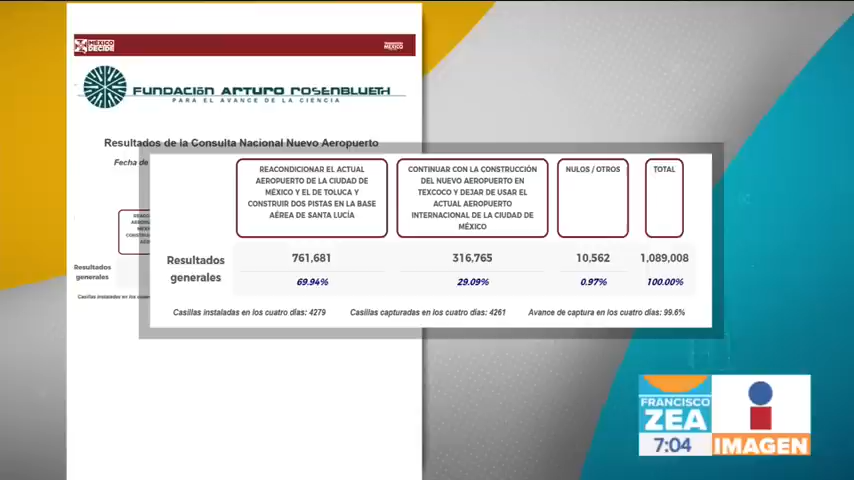 MÉXICO
DECIDE
MÉXICO
FUNDACIÓN ARTURO ROSENBLUETH
PARA EL AVANCE DE LA CIENCIA
Resultados de la Consulta Nacional Nuevo Aeropuerto
Fecha de
REACONDICIONAR EL ACTUAL
AEROPUERTO DE LA CIUDAD DE
MÉXICO Y EL DE TOLUCA Y
CONSTRUIR DOS PISTAS EN LA BASE
AÉREA DE SANTA LUCÍA
CONTINUAR CON LA CONSTRUCCIÓN
DEL NUEVO AEROPUERTO EN
TEXCOCO Y DEJAR DE USAR EL
ACTUAL AEROPUERTO
INTERNACIONAL DE LA CIUDAD DE
MÉXICO
NULOS / OTROS
TOTAL
Resultados
generales
761,681
316,765
10,562
1,089,008
69.94%
29.09%
0.97%
100.00%
Casillas instaladas en los cuatro días: 4279
Casillas capturadas en los cuatro días: 4261
Avance de captura en los cuatro días: 99.6%
Resultados
generales
Casillas instaladas en los
FRANCISCO
ZEA
7:04
IMAGEN